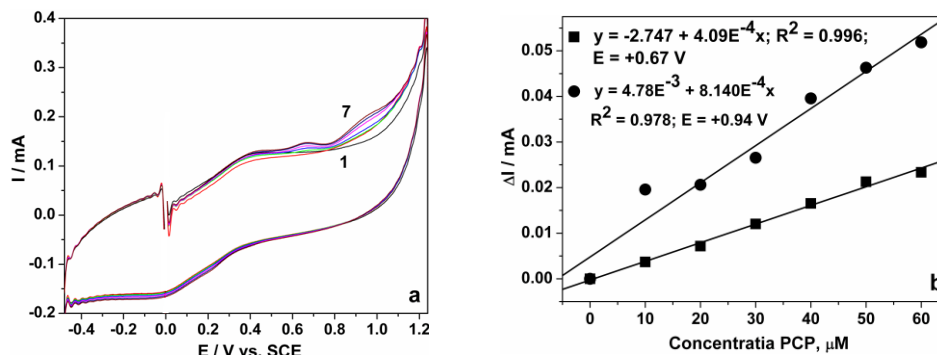 0.4
0.3
0.2
0.1
0.0
-0.1
-0.2
I / mA
7
1
a
-0.4 -0.2 0.0 0.2 0.4 0.6 0.8 1.0 1.2
E / V vs. SCE
0.05
0.04
0.03
0.02
0.01
0.00
ΔI / mA
y = -2.747 + 4.09E⁻⁴x; R² = 0.996;
E = +0.67 V
y = 4.78E⁻³ + 8.140E⁻⁴x
R² = 0.978; E = +0.94 V
b
0 10 20 30 40 50 60
Concentratia PCP, μM